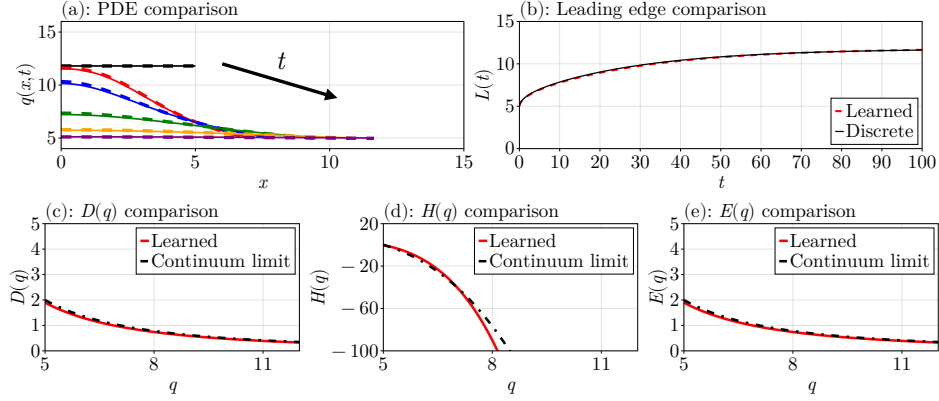 (a): PDE comparison
q(x, t)
15
10
5
t
0
5
10
15
x
(b): Leading edge comparison
L(t)
15
10
5
0
Learned
Discrete
0
10
20
30
40
50
60
70
80
90
100
t
(c): D(q) comparison
D(q)
5
4
3
2
1
0
Learned
Continuum limit
5
8
11
q
(d): H(q) comparison
H(q)
20
−20
−60
−100
Learned
Continuum limit
5
8
11
q
(e): E(q) comparison
E(q)
5
4
3
2
1
0
Learned
Continuum limit
5
8
11
q